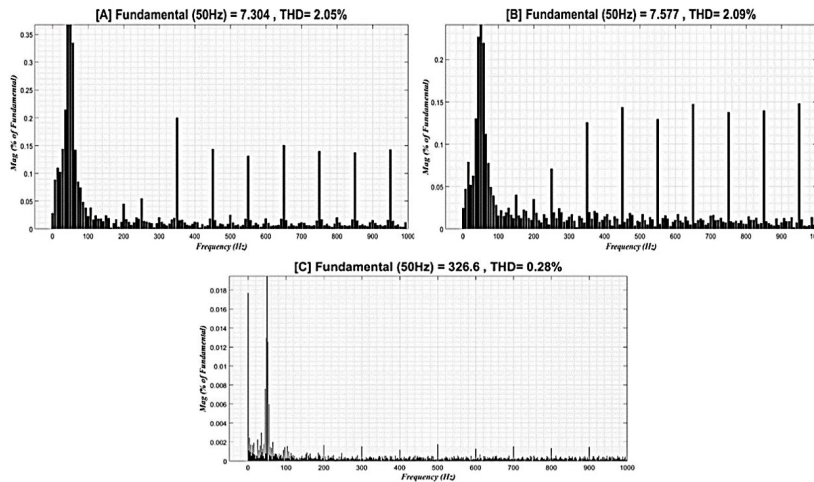 [A] Fundamental (50Hz) = 7.304 , THD= 2.05%
0.35
0.3
0.25
0.2
0.15
0.1
0.05
0
Mag (% of Fundamental)
0 100 200 300 400 500 600 700 800 900 1000
Frequency (Hz)
[B] Fundamental (50Hz) = 7.577 , THD= 2.09%
0.2
0.15
0.1
0.05
0
Mag (% of Fundamental)
0 100 200 300 400 500 600 700 800 900 1000
Frequency (Hz)
[C] Fundamental (50Hz) = 326.6 , THD= 0.28%
0.018
0.016
0.014
0.012
0.01
0.008
0.006
0.004
0.002
0
Mag (% of Fundamental)
0 100 200 300 400 500 600 700 800 900 1000
Frequency (Hz)